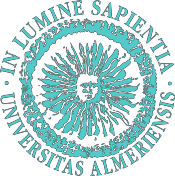 · IN LUMINE SAPIENTIA ·
UNIVERSITAS ALMERIENSIS